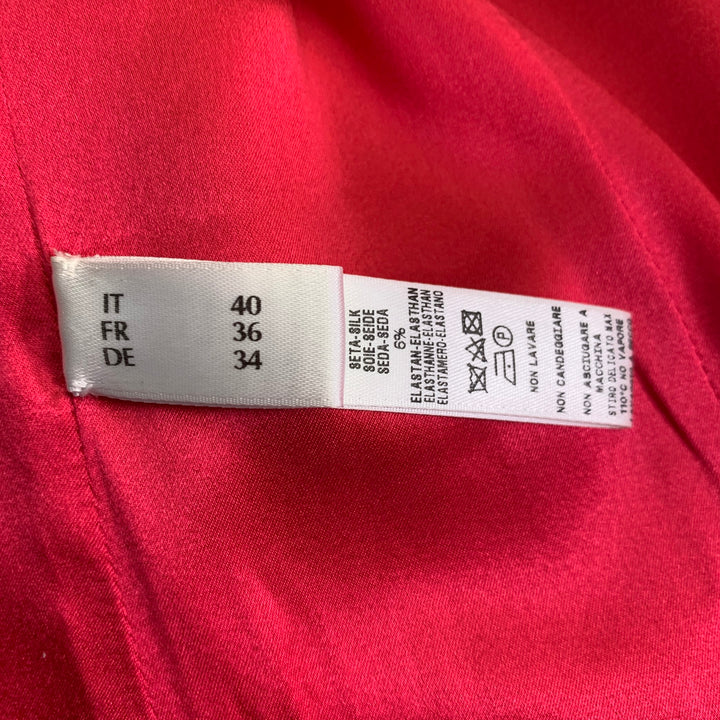 IT 40
FR 36
DE 34
SETA-SILK
SOIE-SEIDE
SEDA-SEDA
6%
ELASTAN-ELASTHAN
ELASTHANNE-ELASTHAN
ELASTAMERO-ELASTANO
P
NON LAVARE
NON CANDEGGIARE
NON ASCIUGARE A
MACCHINA
STIRO DELICATO MAX
110°C NO VAPORE